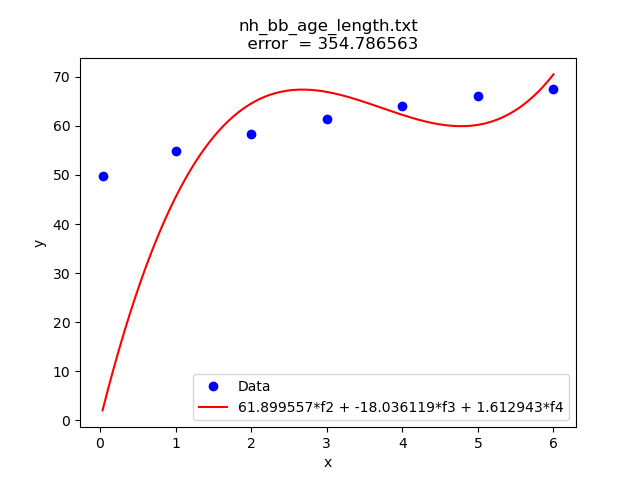 nh_bb_age_length.txt
error = 354.786563
y
70
60
50
40
30
20
10
0
Data
61.899557*f2 + -18.036119*f3 + 1.612943*f4
0 1 2 3 4 5 6
x